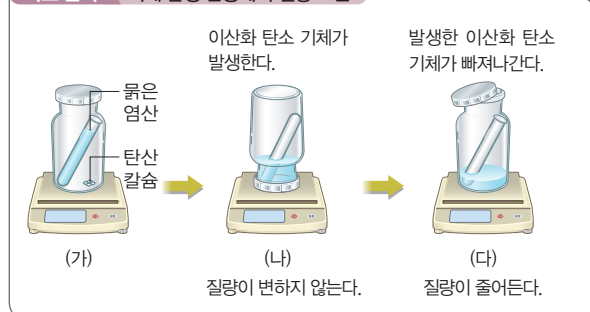 이산화 탄소 기체가
발생한다.
발생한 이산화 탄소
기체가 빠져나간다.
묽은
염산
탄산
칼슘
(가)
(나)
(다)
질량이 변하지 않는다.
질량이 줄어든다.